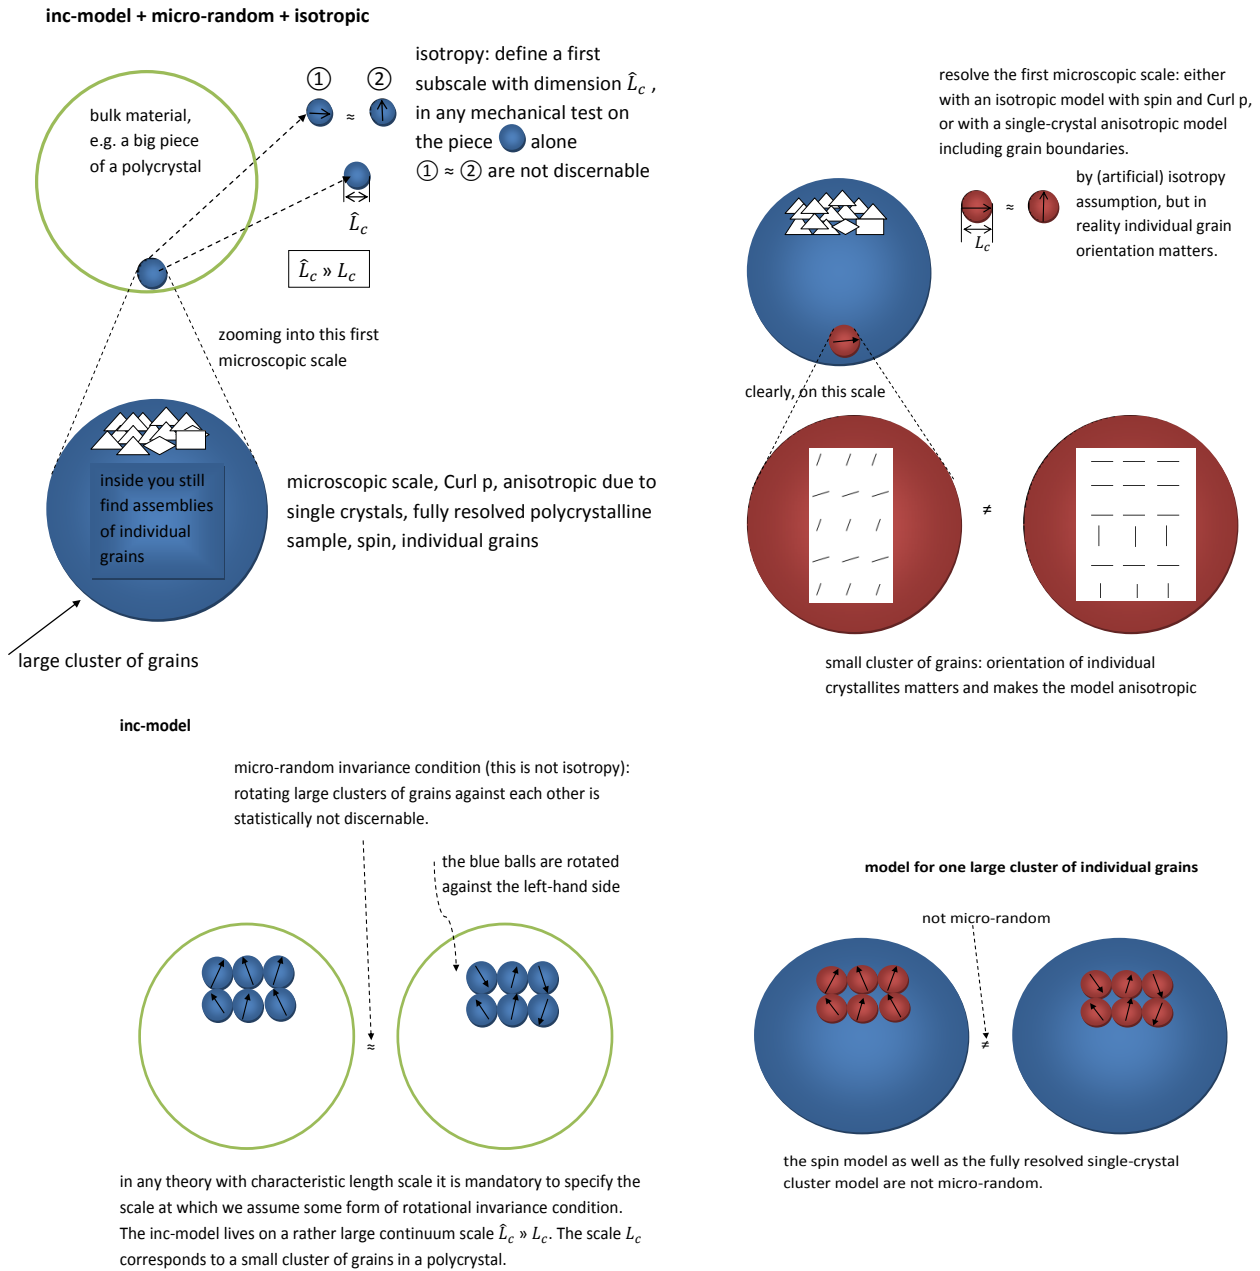 inc-model + micro-random + isotropic
bulk material,
e.g. a big piece
of a polycrystal
① ②
≈
isotropy: define a first
subscale with dimension L̂c ,
in any mechanical test on
the piece alone
① ≈ ② are not discernable
L̂c
L̂c » Lc
zooming into this first
microscopic scale
inside you still
find assemblies
of individual
grains
microscopic scale, Curl p, anisotropic due to
single crystals, fully resolved polycrystalline
sample, spin, individual grains
large cluster of grains
resolve the first microscopic scale: either
with an isotropic model with spin and Curl p,
or with a single-crystal anisotropic model
including grain boundaries.
≈
Lc
by (artificial) isotropy
assumption, but in
reality individual grain
orientation matters.
clearly, on this scale
≠
small cluster of grains: orientation of individual
crystallites matters and makes the model anisotropic
inc-model
micro-random invariance condition (this is not isotropy):
rotating large clusters of grains against each other is
statistically not discernable.
the blue balls are rotated
against the left-hand side
≈
in any theory with characteristic length scale it is mandatory to specify the
scale at which we assume some form of rotational invariance condition.
The inc-model lives on a rather large continuum scale L̂c » Lc. The scale Lc
corresponds to a small cluster of grains in a polycrystal.
model for one large cluster of individual grains
not micro-random
≠
the spin model as well as the fully resolved single-crystal
cluster model are not micro-random.